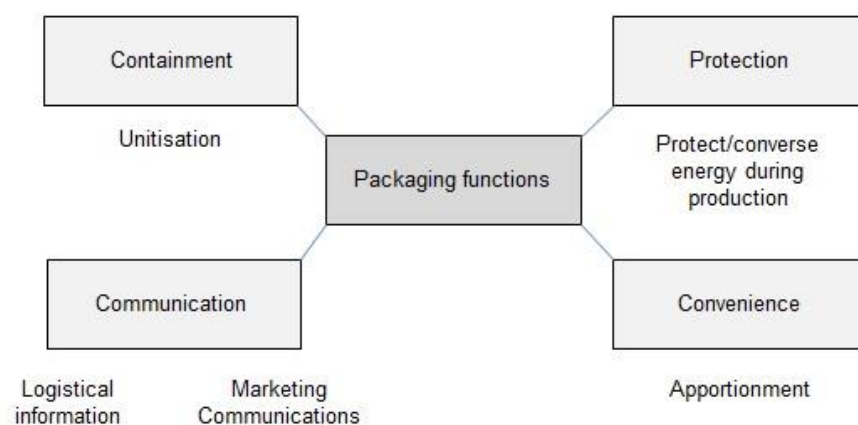 Containment
Protection
Unitisation
Protect/converse
energy during
production
Packaging functions
Communication
Convenience
Logistical
information
Marketing
Communications
Apportionment